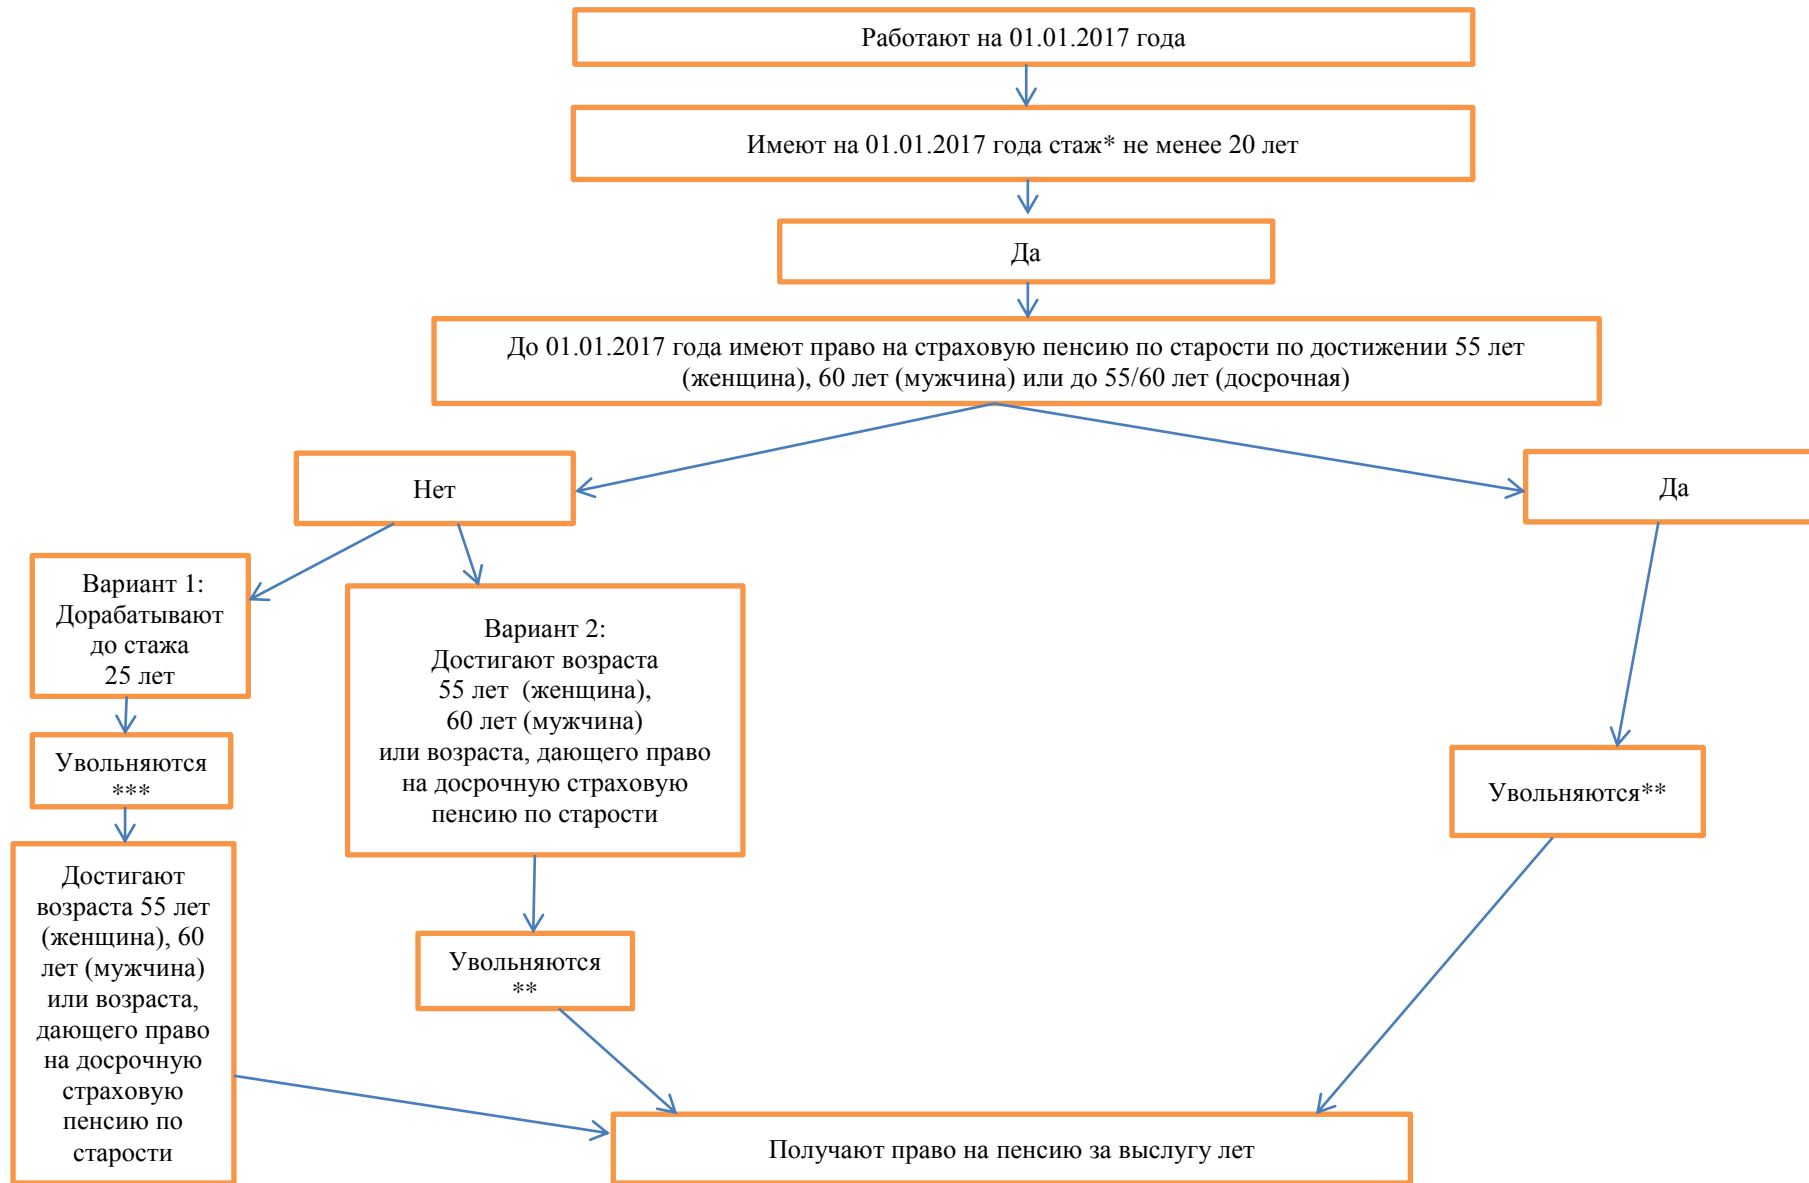 Работают на 01.01.2017 года
Имеют на 01.01.2017 года стаж* не менее 20 лет
Да
До 01.01.2017 года имеют право на страховую пенсию по старости по достижении 55 лет
(женщина), 60 лет (мужчина) или до 55/60 лет (досрочная)
Нет
Да
Вариант 1:
Дорабатывают
до стажа
25 лет
Вариант 2:
Достигают возраста
55 лет (женщина),
60 лет (мужчина)
или возраста, дающего право
на досрочную страховую
пенсию по старости
Увольняются
***
Увольняются**
Достигают
возраста 55 лет
(женщина), 60
лет (мужчина)
или возраста,
дающего право
на досрочную
страховую
пенсию по
старости
Увольняются
**
Получают право на пенсию за выслугу лет